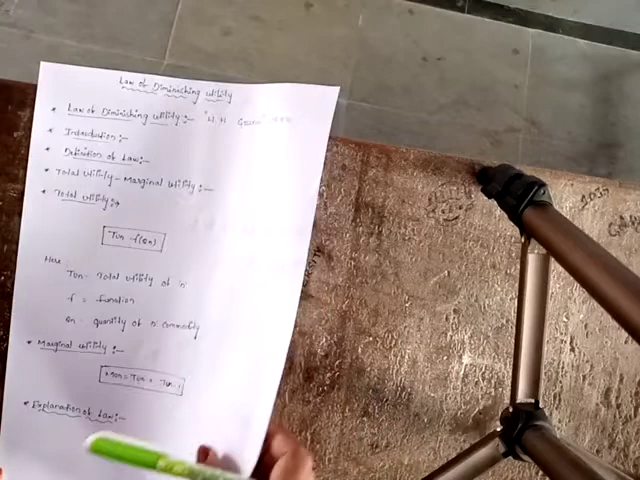 Law of Diminishing utility
* Law of Diminishing utility:- "H.H Gossen"
* Introduction:-
* Definition of Law:-
* Total utility - Marginal utility:-
* Total utility:-
TUn = f(Qn)
Here
TUn - Total utility of 'n'
f = function
Qn - quantity of n commodity
* Marginal utility:-
* Explanation of Law:-